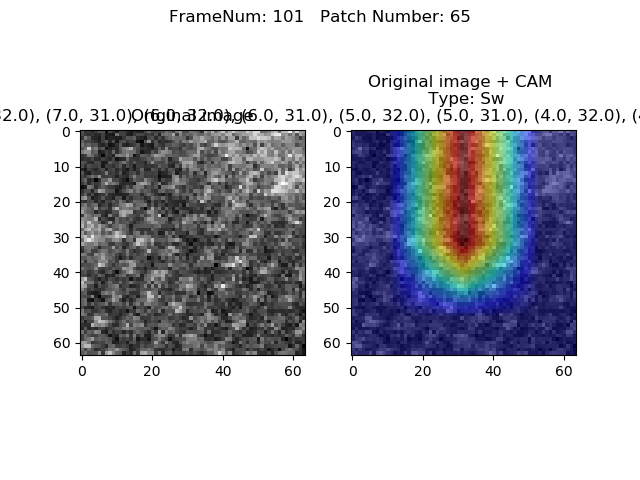 FrameNum: 101   Patch Number: 65
Original image + CAM
Type: Sw
32.0), (7.0, 31.0), (6.0, 32.0), (6.0, 31.0), (5.0, 32.0), (5.0, 31.0), (4.0, 32.0), (4
Original image
0
10
20
30
40
50
60
0 20 40 60
0
10
20
30
40
50
60
0 20 40 60